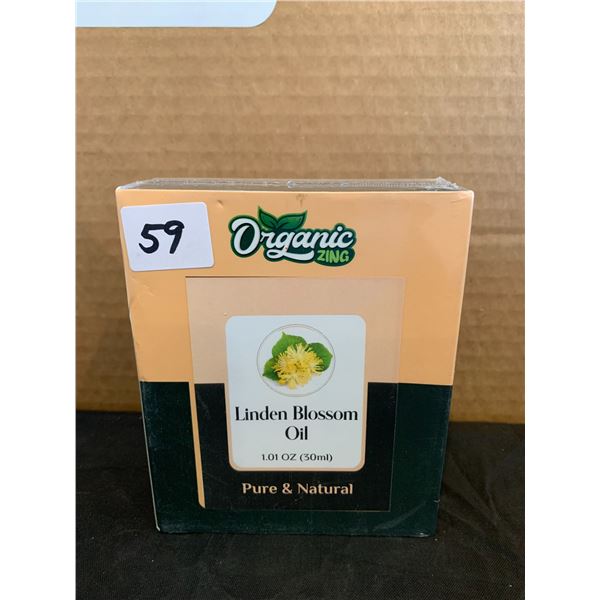 59
Organic
ZING
Linden Blossom
Oil
1.01 OZ (30ml)
Pure & Natural